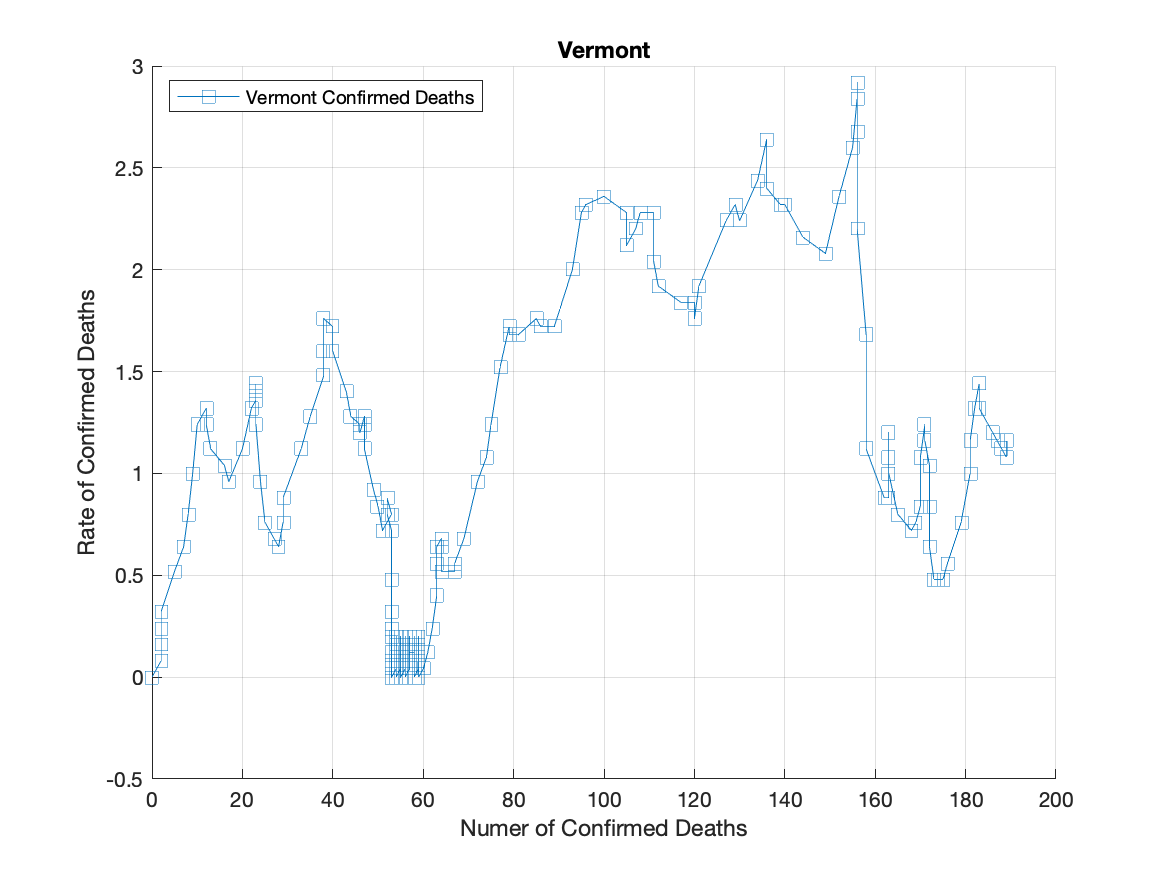 Vermont
Vermont Confirmed Deaths
3
2.5
2
1.5
1
0.5
0
-0.5
Rate of Confirmed Deaths
0 20 40 60 80 100 120 140 160 180 200
Numer of Confirmed Deaths